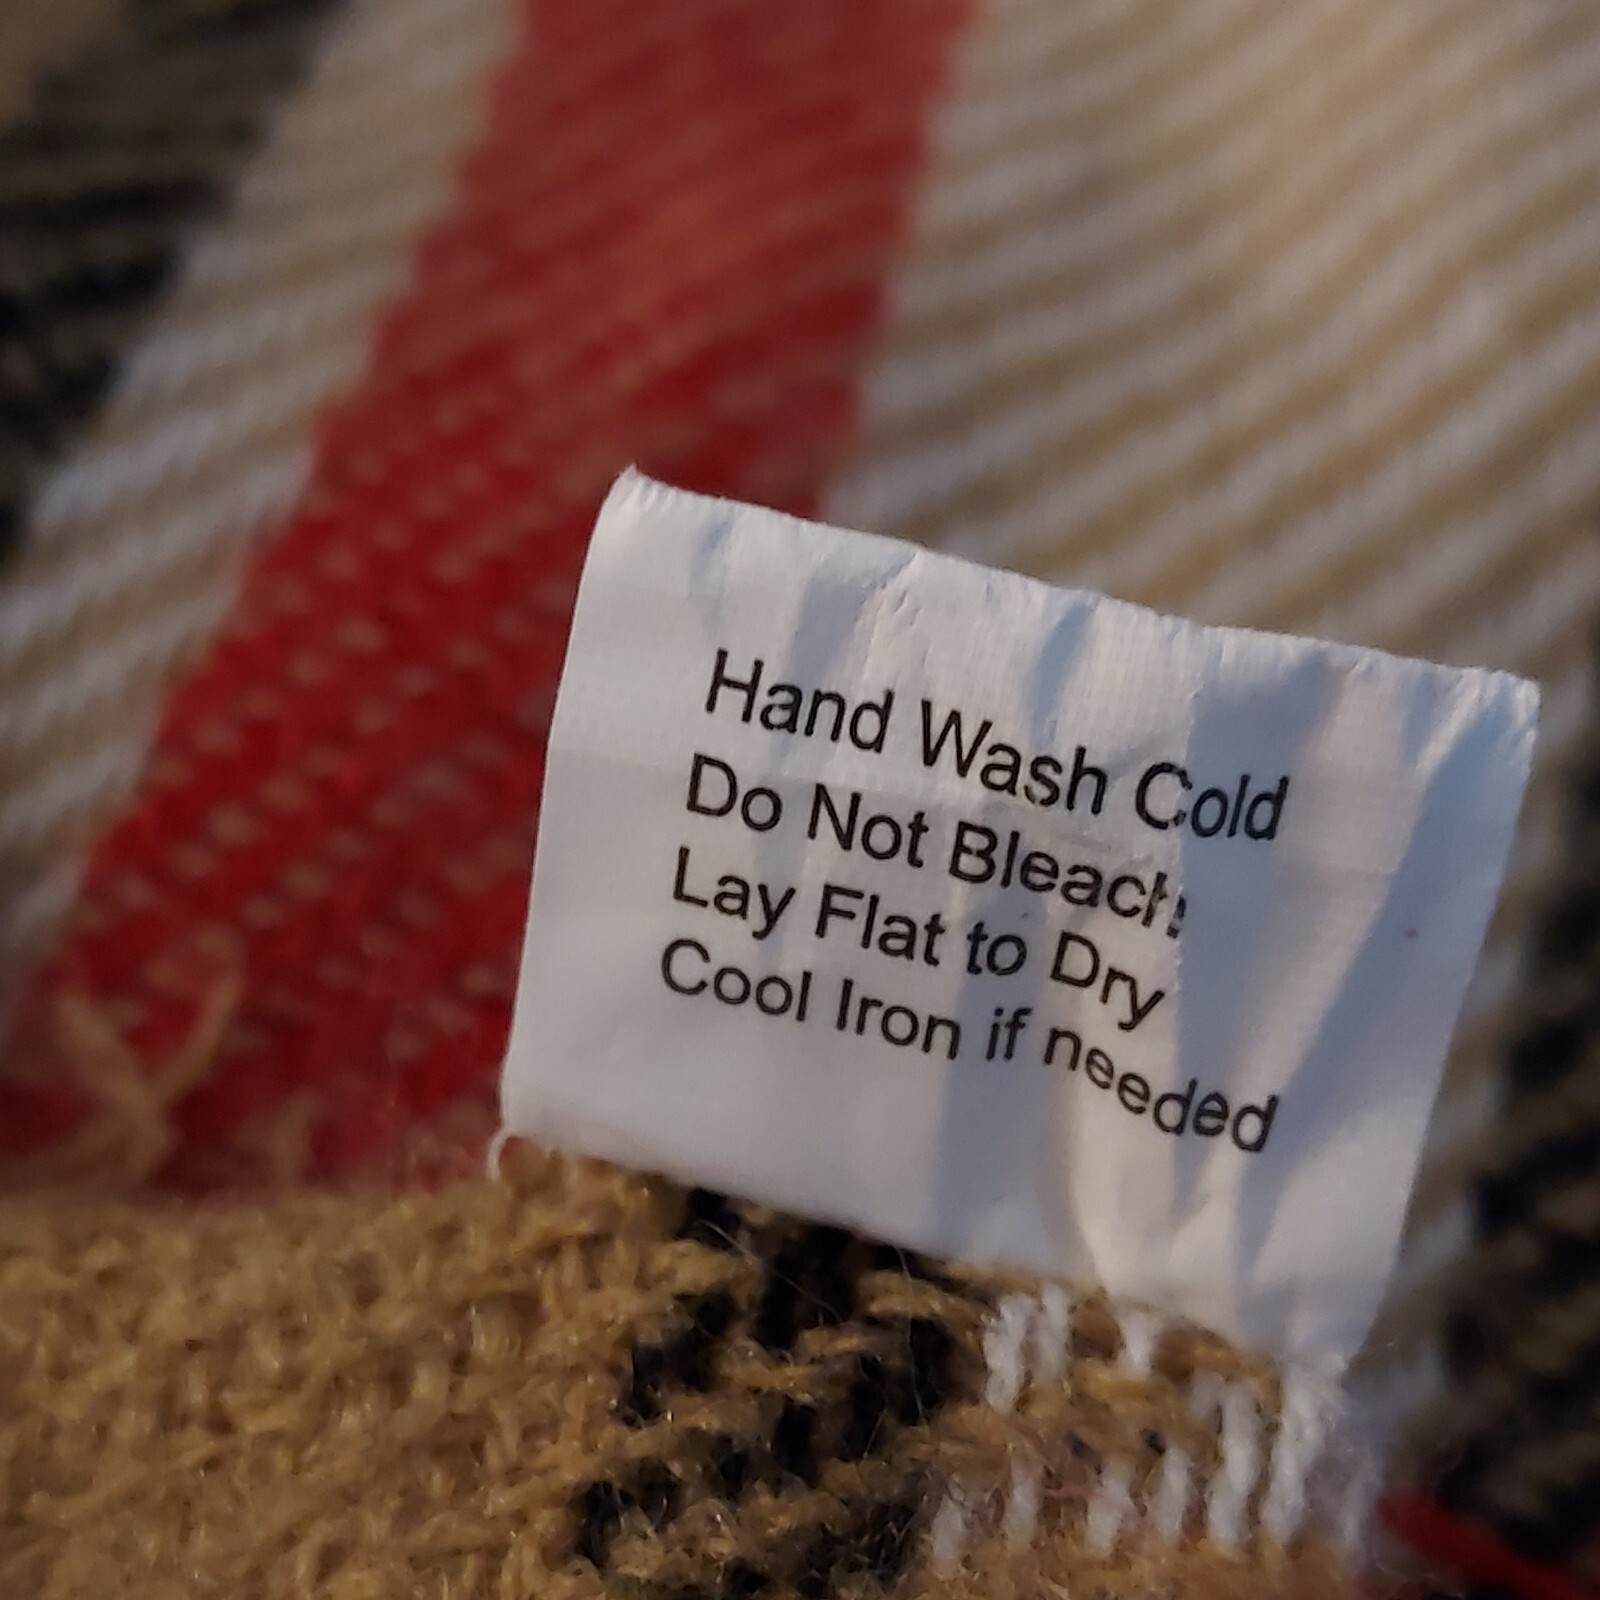 Hand Wash Cold
Do Not Bleach
Lay Flat to Dry
Cool Iron if needed